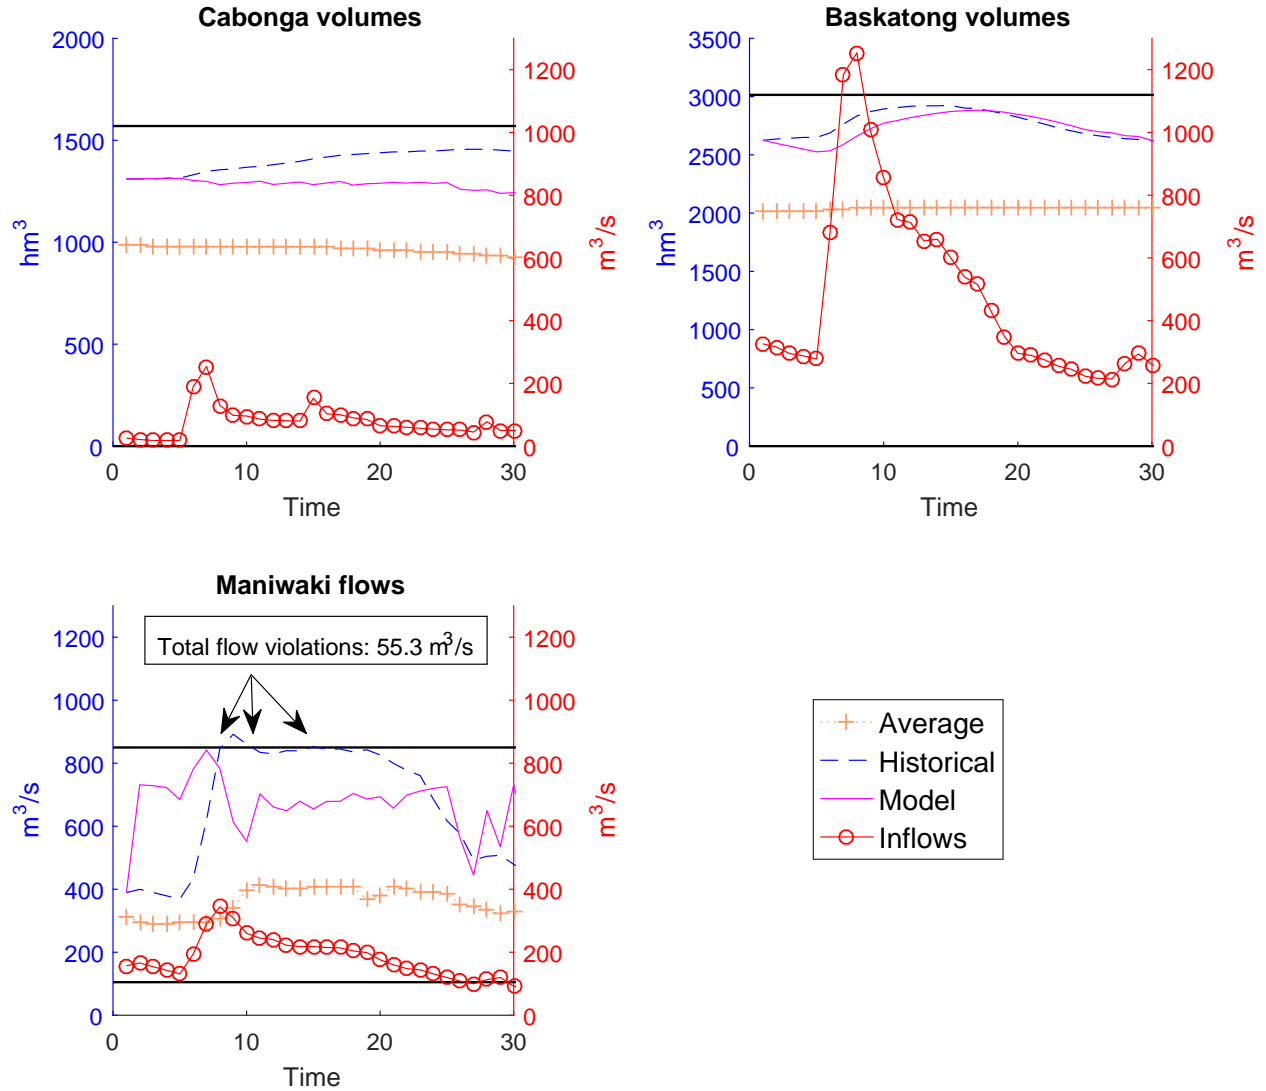 Cabonga volumes
2000
1500
1000
500
0
hm³
1200
1000
800
600
400
200
0
m³/s
0 10 20 30
Time
Baskatong volumes
3500
3000
2500
2000
1500
1000
500
0
hm³
1200
1000
800
600
400
200
0
m³/s
0 10 20 30
Time
Maniwaki flows
Total flow violations: 55.3 m³/s
1200
1000
800
600
400
200
0
m³/s
1200
1000
800
600
400
200
0
m³/s
0 10 20 30
Time
Average
Historical
Model
Inflows